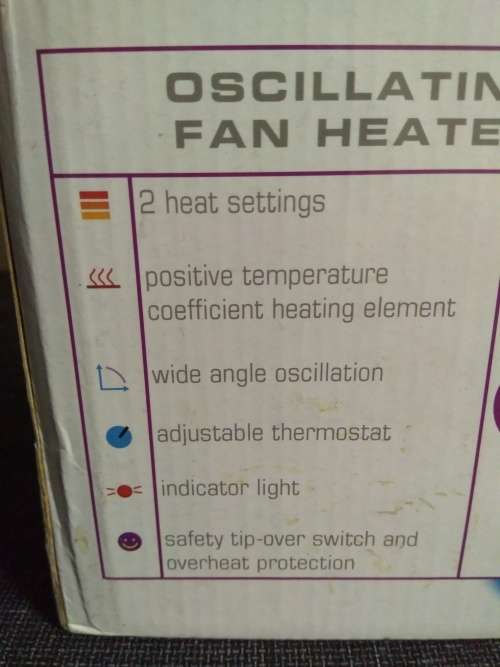 OSCILLATIN
FAN HEATE
2 heat settings
positive temperature
coefficient heating element
wide angle oscillation
adjustable thermostat
indicator light
safety tip-over switch and
overheat protection